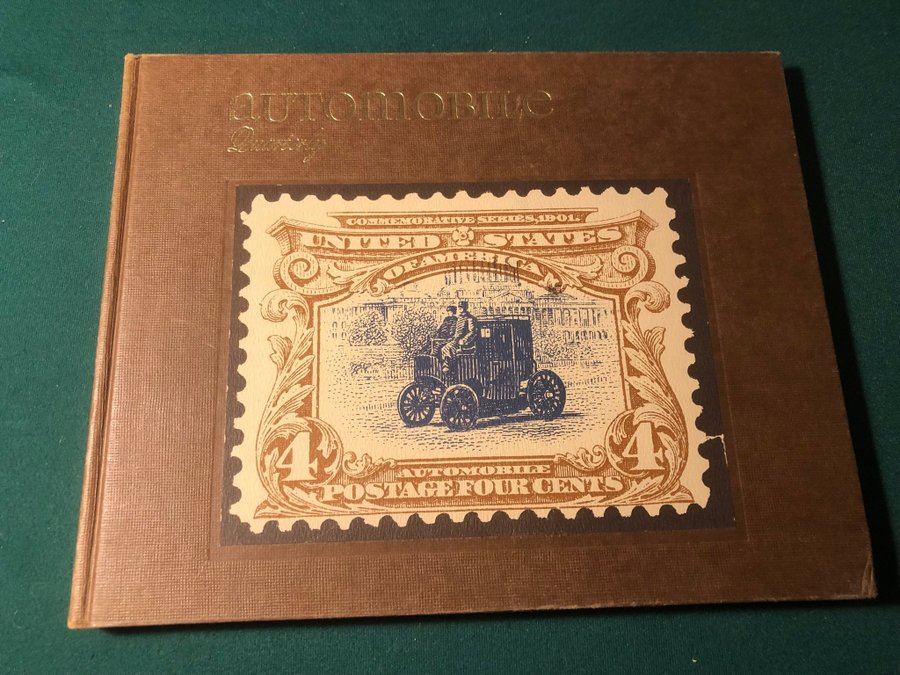 AUTOMOBILE
Quarterly
COMMEMORATIVE SERIES, 1901.
UNITED STATES
OF AMERICA
4 4
AUTOMOBILE
POSTAGE FOUR CENTS